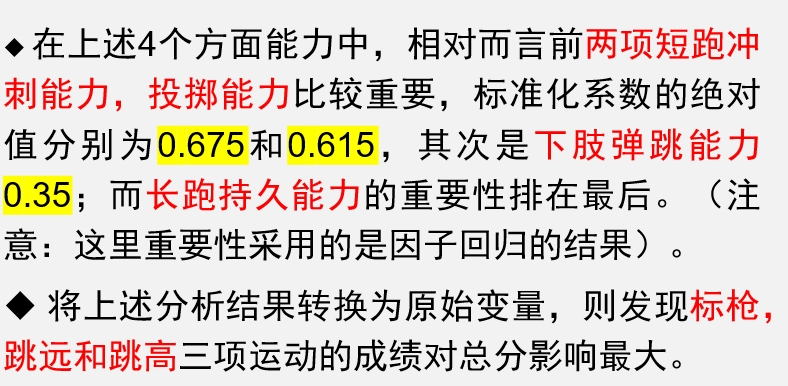 ◆ 在上述4个方面能力中，相对而言前两项短跑冲
刺能力，投掷能力比较重要，标准化系数的绝对
值分别为0.675和0.615，其次是下肢弹跳能力
0.35；而长跑持久能力的重要性排在最后。（注
意：这里重要性采用的是因子回归的结果）。
◆ 将上述分析结果转换为原始变量，则发现标枪，
跳远和跳高三项运动的成绩对总分影响最大。